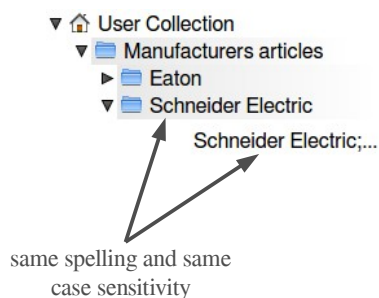 User Collection
Manufacturers articles
Eaton
Schneider Electric
Schneider Electric;...
same spelling and same
case sensitivity